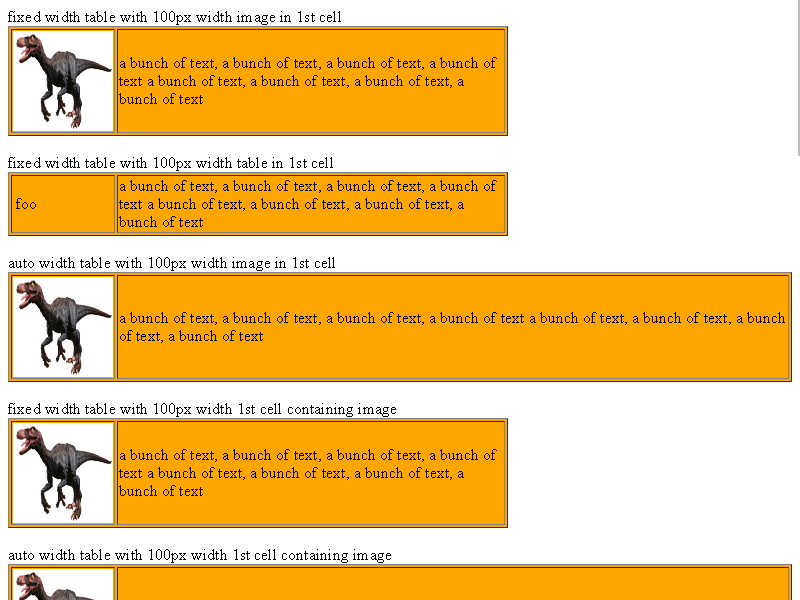 fixed width table with 100px width image in 1st cell
a bunch of text, a bunch of text, a bunch of text, a bunch of
text a bunch of text, a bunch of text, a bunch of text, a
bunch of text
fixed width table with 100px width table in 1st cell
foo
a bunch of text, a bunch of text, a bunch of text, a bunch of
text a bunch of text, a bunch of text, a bunch of text, a
bunch of text
auto width table with 100px width image in 1st cell
a bunch of text, a bunch of text, a bunch of text, a bunch of text a bunch of text, a bunch of text, a bunch
of text, a bunch of text
fixed width table with 100px width 1st cell containing image
a bunch of text, a bunch of text, a bunch of text, a bunch of
text a bunch of text, a bunch of text, a bunch of text, a
bunch of text
auto width table with 100px width 1st cell containing image